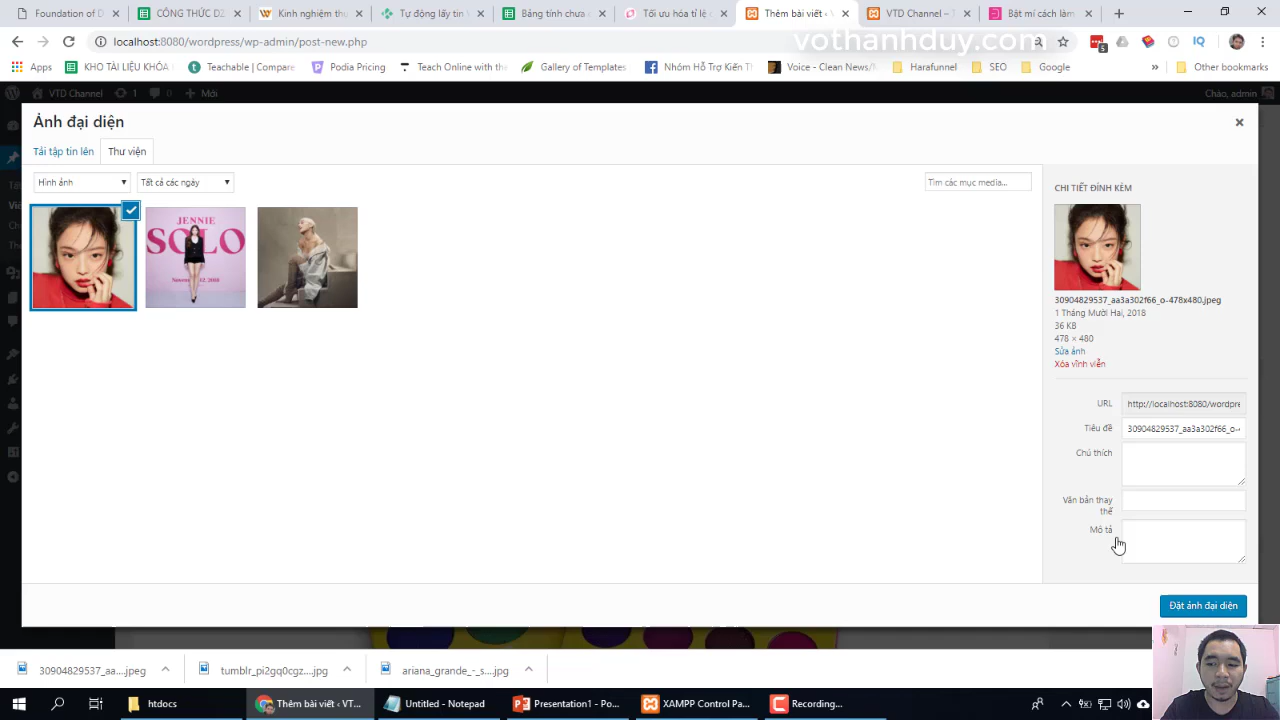 Foundation of D
CÔNG THỨC DZ
Kinh nghiệm thu
Tự động lấy tin V
Bảng tính chưa c
Tối ưu hóa tỉ lệ c
Thêm bài viết ‹ V
VTD Channel – 
Bật mí cách làm
localhost:8080/wordpress/wp-admin/post-new.php
vothanhduy.com
5
IQ
Apps
KHO TÀI LIỆU KHÓA
Teachable | Compare
Podia Pricing
Teach Online with the
Gallery of Templates
Nhóm Hỗ Trợ Kiến Th
Voice - Clean News/M
Harafunnel
SEO
Google
»
Other bookmarks
VTD Channel
1
0
Mới
Chào, admin
Ảnh đại diện
Tải tập tin lên
Thư viện
Hình ảnh
Tất cả các ngày
Tìm các mục media...
JENNIE
SOLO
CHI TIẾT ĐÍNH KÈM
30904829537_aa3a302f66_o-478x480.jpeg
1 Tháng Mười Hai, 2018
36 KB
478 × 480
Sửa ảnh
Xóa vĩnh viễn
URL
http://localhost:8080/wordpre
Tiêu đề
30904829537_aa3a302f66_o-4
Chú thích
Văn bản thay
thế
Mô tả
Đặt ảnh đại diện
30904829537_aa....jpeg
tumblr_pi2gq0cgz....jpg
ariana_grande_-_s....jpg
htdocs
Thêm bài viết ‹ VT...
Untitled - Notepad
Presentation1 - Po...
XAMPP Control Pa...
Recording...